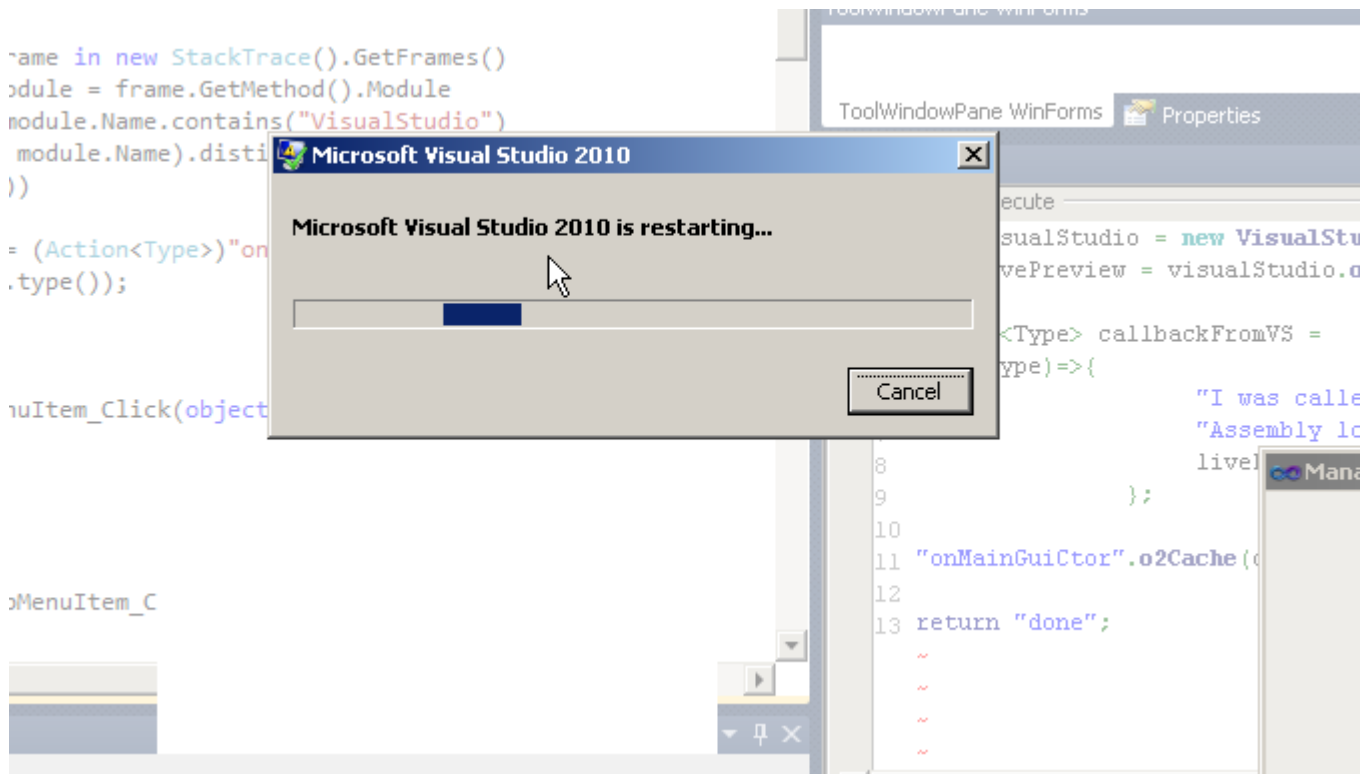 ToolWindowPane WinForms
rame in new StackTrace().GetFrames()
odule = frame.GetMethod().Module
module.Name.contains("VisualStudio")
module.Name).disti
))
= (Action<Type>)"on
.type());
nuItem_Click(object
oMenuItem_C
Microsoft Visual Studio 2010
Microsoft Visual Studio 2010 is restarting...
Cancel
ToolWindowPane WinForms
Properties
ecute
sualStudio = new VisualStu
vePreview = visualStudio.o
<Type> callbackFromVS =
ype)=>{
"I was calle
"Assembly lo
8 liveP
9 };
10
11 "onMainGuiCtor".o2Cache(
12
13 return "done";
~
~
~
~
Mana